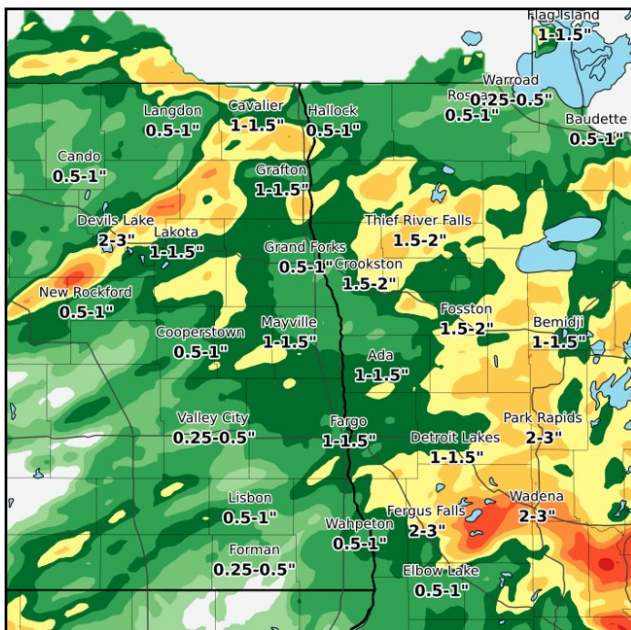 Flag Island
1-1.5"
Warroad
0.25-0.5"
Langdon
0.5-1"
Cavalier
1-1.5"
Hallock
0.5-1"
0.5-1"
Baudette
0.5-1"
Cando
0.5-1"
Grafton
1-1.5"
Devils Lake
2-3"
Lakota
1-1.5"
Thief River Falls
1.5-2"
Grand Forks
0.5-1"
Crookston
1.5-2"
New Rockford
0.5-1"
Cooperstown
0.5-1"
Mayville
1-1.5"
Fosston
1.5-2"
Bemidji
1-1.5"
Ada
1-1.5"
Valley City
0.25-0.5"
Fargo
1-1.5"
Park Rapids
2-3"
Detroit Lakes
1-1.5"
Lisbon
0.5-1"
Wahpeton
0.5-1"
Fergus Falls
2-3"
Wadena
2-3"
Forman
0.25-0.5"
Elbow Lake
0.5-1"